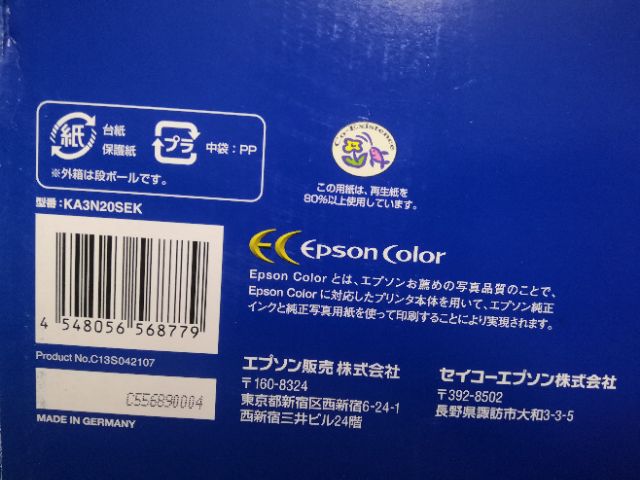 紙
台紙
保護紙
プラ
中袋：PP
※外箱は段ボールです。
Co-Existence
この用紙は、再生紙を
80%以上使用しています。
型番：KA3N20SEK
4 548056 568779
Product No.C13S042107
C556890004
MADE IN GERMANY
EC Epson Color
Epson Color とは、エプソンお薦めの写真品質のことで、
Epson Color に対応したプリンタ本体を用いて、エプソン純正
インクと純正写真用紙を使って印刷することにより実現されます。
エプソン販売 株式会社
〒160-8324
東京都新宿区西新宿6-24-1
西新宿三井ビル24階
セイコーエプソン株式会社
〒392-8502
長野県諏訪市大和3-3-5